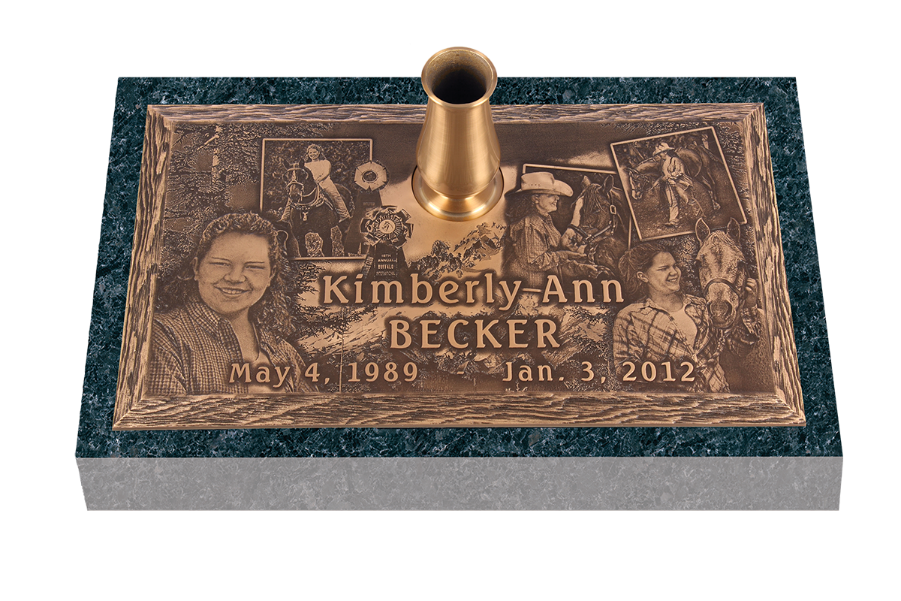 Kimberly Ann
BECKER
May 4, 1989
Jan. 3, 2012